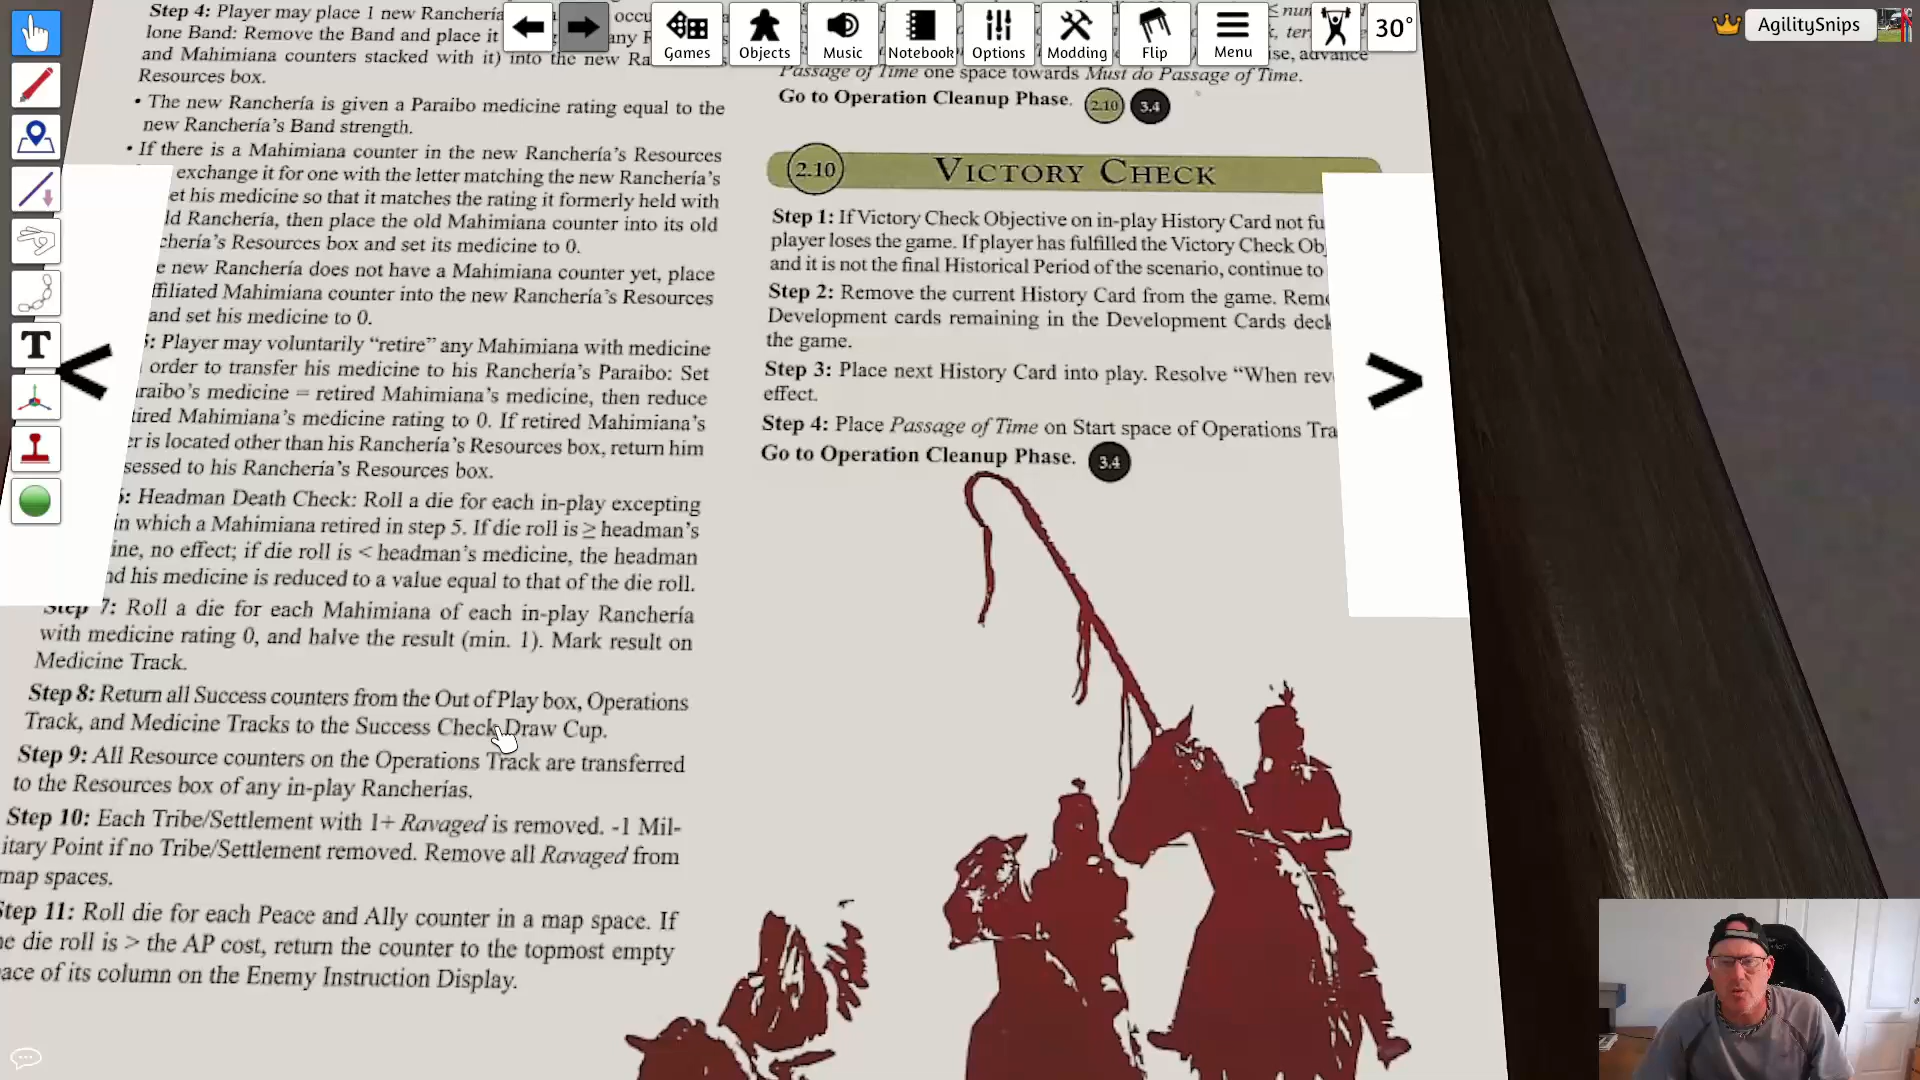 Step 4: Player may place 1 new Ranchería
occu
lone Band: Remove the Band and place it
any
and Mahimiana counters stacked with it) into the new
Resources box.
• The new Ranchería is given a Paraibo medicine rating equal to the
new Ranchería's Band strength.
• If there is a Mahimiana counter in the new Ranchería's Resources
exchange it for one with the letter matching the new Ranchería's
et his medicine so that it matches the rating it formerly held with
ld Ranchería, then place the old Mahimiana counter into its old
chería's Resources box and set its medicine to 0.
e new Ranchería does not have a Mahimiana counter yet, place
ffiliated Mahimiana counter into the new Ranchería's Resources
and set his medicine to 0.
5: Player may voluntarily “retire” any Mahimiana with medicine
order to transfer his medicine to his Ranchería's Paraibo: Set
raibo's medicine = retired Mahimiana's medicine, then reduce
tired Mahimiana's medicine rating to 0. If retired Mahimiana's
er is located other than his Ranchería's Resources box, return him
sessed to his Ranchería's Resources box.
6: Headman Death Check: Roll a die for each in-play excepting
in which a Mahimiana retired in step 5. If die roll is ≥ headman's
ine, no effect; if die roll is < headman's medicine, the headman
nd his medicine is reduced to a value equal to that of the die roll.
Step 7: Roll a die for each Mahimiana of each in-play Ranchería
with medicine rating 0, and halve the result (min. 1). Mark result on
Medicine Track.
Step 8: Return all Success counters from the Out of Play box, Operations
Track, and Medicine Tracks to the Success Check Draw Cup.
Step 9: All Resource counters on the Operations Track are transferred
to the Resources box of any in-play Rancherías.
Step 10: Each Tribe/Settlement with 1+ Ravaged is removed. -1 Mil-
itary Point if no Tribe/Settlement removed. Remove all Ravaged from
map spaces.
Step 11: Roll die for each Peace and Ally counter in a map space. If
he die roll is > the AP cost, return the counter to the topmost empty
pace of its column on the Enemy Instruction Display.
Games
Objects
Music
Notebook
Options
Modding
Flip
Menu
30°
AgilitySnips
≤ num
ter
se, advance
Passage of Time one space towards Must do Passage of Time.
Go to Operation Cleanup Phase. 2.10 3.4
2.10 VICTORY CHECK
Step 1: If Victory Check Objective on in-play History Card not fu
player loses the game. If player has fulfilled the Victory Check Ob
and it is not the final Historical Period of the scenario, continue to
Step 2: Remove the current History Card from the game. Rem
Development cards remaining in the Development Cards deck
the game.
Step 3: Place next History Card into play. Resolve “When rev
effect.
Step 4: Place Passage of Time on Start space of Operations Tra
Go to Operation Cleanup Phase. 3.4
<
>
T